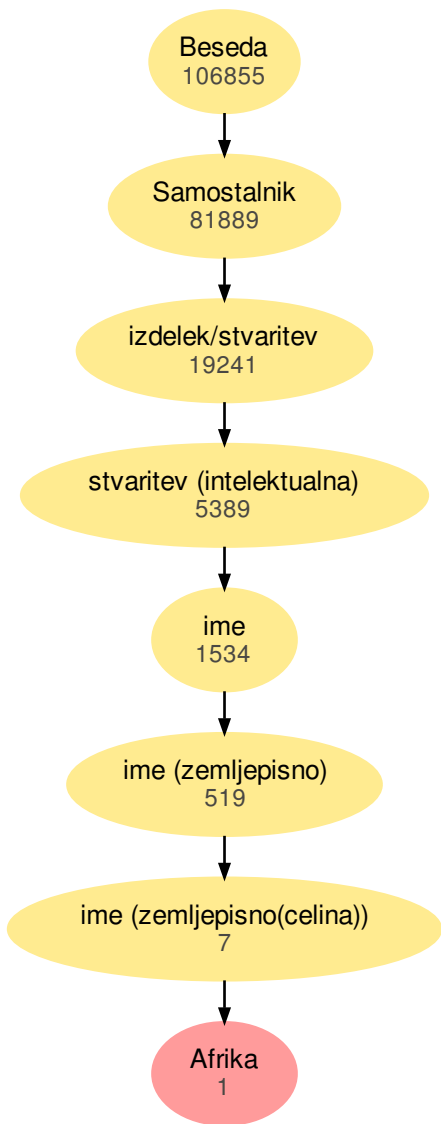 Beseda
106855
Samostalnik
81889
izdelek/stvaritev
19241
stvaritev (intelektualna)
5389
ime
1534
ime (zemljepisno)
519
ime (zemljepisno(celina))
7
Afrika
1